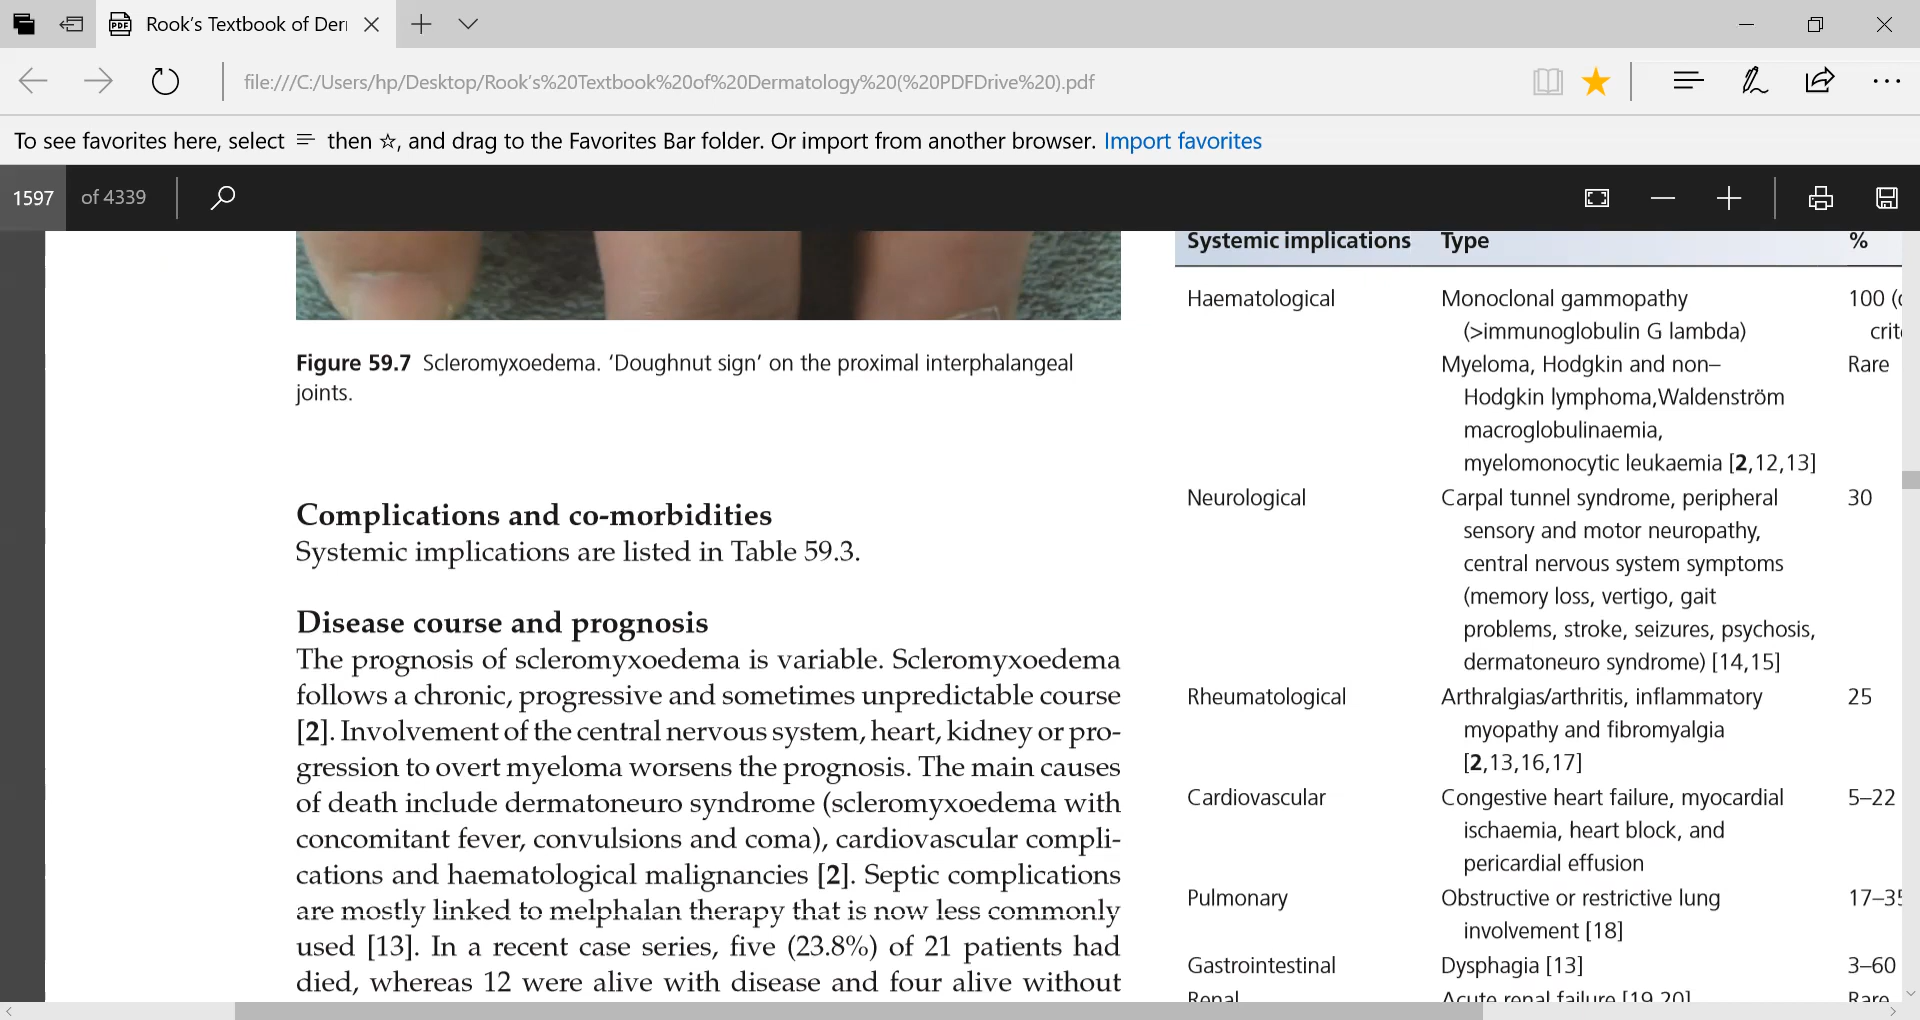 Rook's Textbook of Der
file:///C:/Users/hp/Desktop/Rook's%20Textbook%20of%20Dermatology%20(%20PDFDrive%20).pdf
To see favorites here, select then ☆, and drag to the Favorites Bar folder. Or import from another browser. Import favorites
1597 of 4339
Figure 59.7 Scleromyxoedema. ‘Doughnut sign’ on the proximal interphalangeal
joints.
Complications and co-morbidities
Systemic implications are listed in Table 59.3.
Disease course and prognosis
The prognosis of scleromyxoedema is variable. Scleromyxoedema
follows a chronic, progressive and sometimes unpredictable course
[2]. Involvement of the central nervous system, heart, kidney or pro-
gression to overt myeloma worsens the prognosis. The main causes
of death include dermatoneuro syndrome (scleromyxoedema with
concomitant fever, convulsions and coma), cardiovascular compli-
cations and haematological malignancies [2]. Septic complications
are mostly linked to melphalan therapy that is now less commonly
used [13]. In a recent case series, five (23.8%) of 21 patients had
died, whereas 12 were alive with disease and four alive without
Systemic implications Type %
Haematological Monoclonal gammopathy 100
(>immunoglobulin G lambda)
Myeloma, Hodgkin and non– Rare
Hodgkin lymphoma,Waldenström
macroglobulinaemia,
myelomonocytic leukaemia [2,12,13]
Neurological Carpal tunnel syndrome, peripheral 30
sensory and motor neuropathy,
central nervous system symptoms
(memory loss, vertigo, gait
problems, stroke, seizures, psychosis,
dermatoneuro syndrome) [14,15]
Rheumatological Arthralgias/arthritis, inflammatory 25
myopathy and fibromyalgia
[2,13,16,17]
Cardiovascular Congestive heart failure, myocardial 5–22
ischaemia, heart block, and
pericardial effusion
Pulmonary Obstructive or restrictive lung 17–35
involvement [18]
Gastrointestinal Dysphagia [13] 3–60
Renal Acute renal failure [19,20] Rare